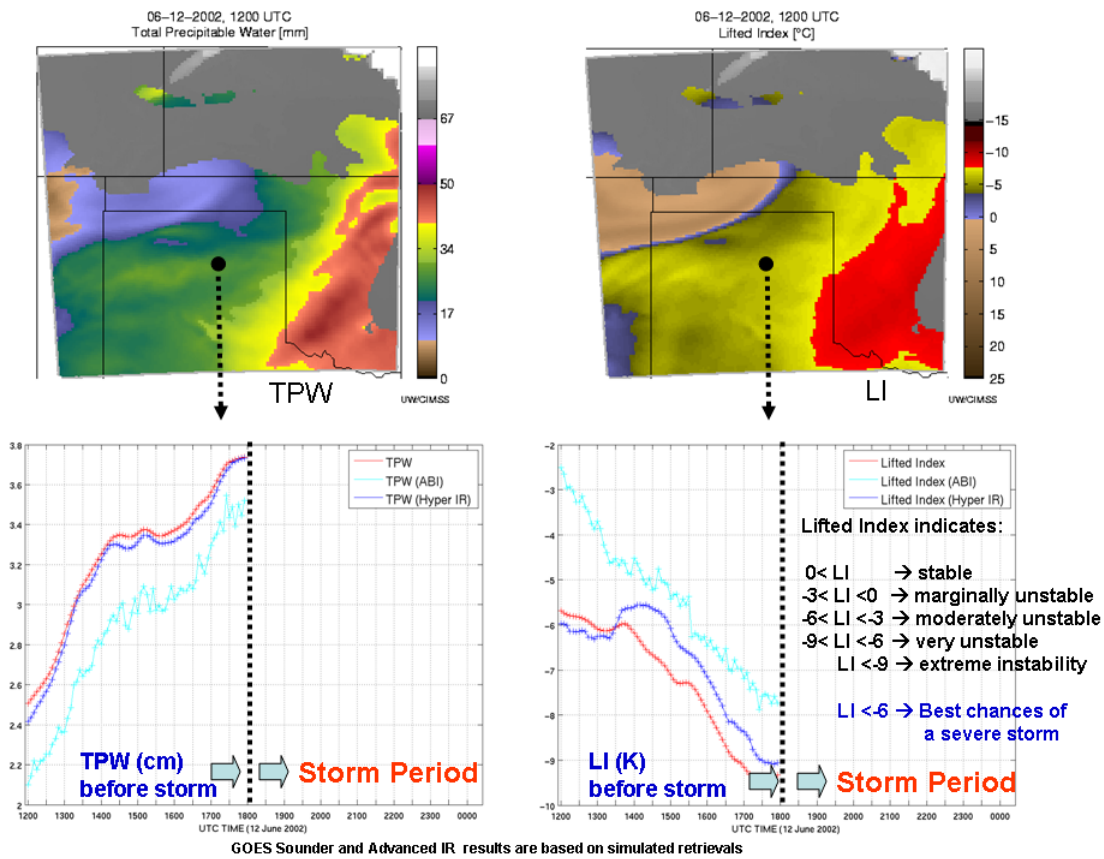 06-12-2002, 1200 UTC
Total Precipitable Water [mm]
67
50
34
17
0
TPW
UW/CIMSS
06-12-2002, 1200 UTC
Lifted Index [°C]
-15
-10
-5
0
5
10
15
20
25
LI
UW/CIMSS
3.8
3.6
3.4
3.2
3
2.8
2.6
2.4
2.2
2
TPW
TPW (ABI)
TPW (Hyper IR)
TPW (cm)
before storm
Storm Period
1200 1300 1400 1500 1600 1700 1800 1900 2000 2100 2200 2300 0000
UTC TIME (12 June 2002)
-2
-3
-4
-5
-6
-7
-8
-9
-10
Lifted Index
Lifted Index (ABI)
Lifted Index (Hyper IR)
Lifted Index indicates:
0< LI → stable
-3< LI <0 → marginally unstable
-6< LI <-3 → moderately unstable
-9< LI <-6 → very unstable
LI <-9 → extreme instability
LI <-6 → Best chances of
a severe storm
LI (K)
before storm
Storm Period
1200 1300 1400 1500 1600 1700 1800 1900 2000 2100 2200 2300 0000
UTC TIME (12 June 2002)
GOES Sounder and Advanced IR results are based on simulated retrievals